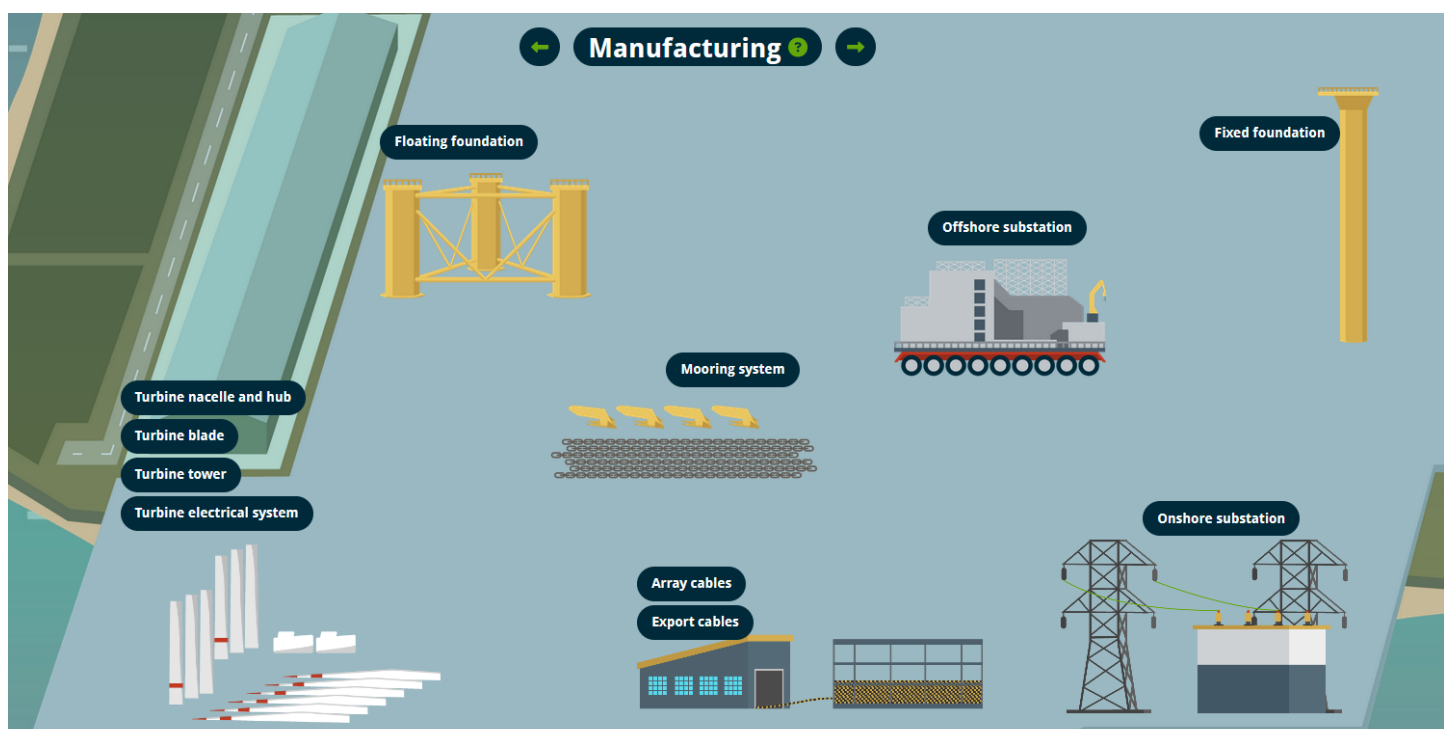 Manufacturing ?
Floating foundation
Fixed foundation
Offshore substation
Mooring system
Turbine nacelle and hub
Turbine blade
Turbine tower
Turbine electrical system
Onshore substation
Array cables
Export cables